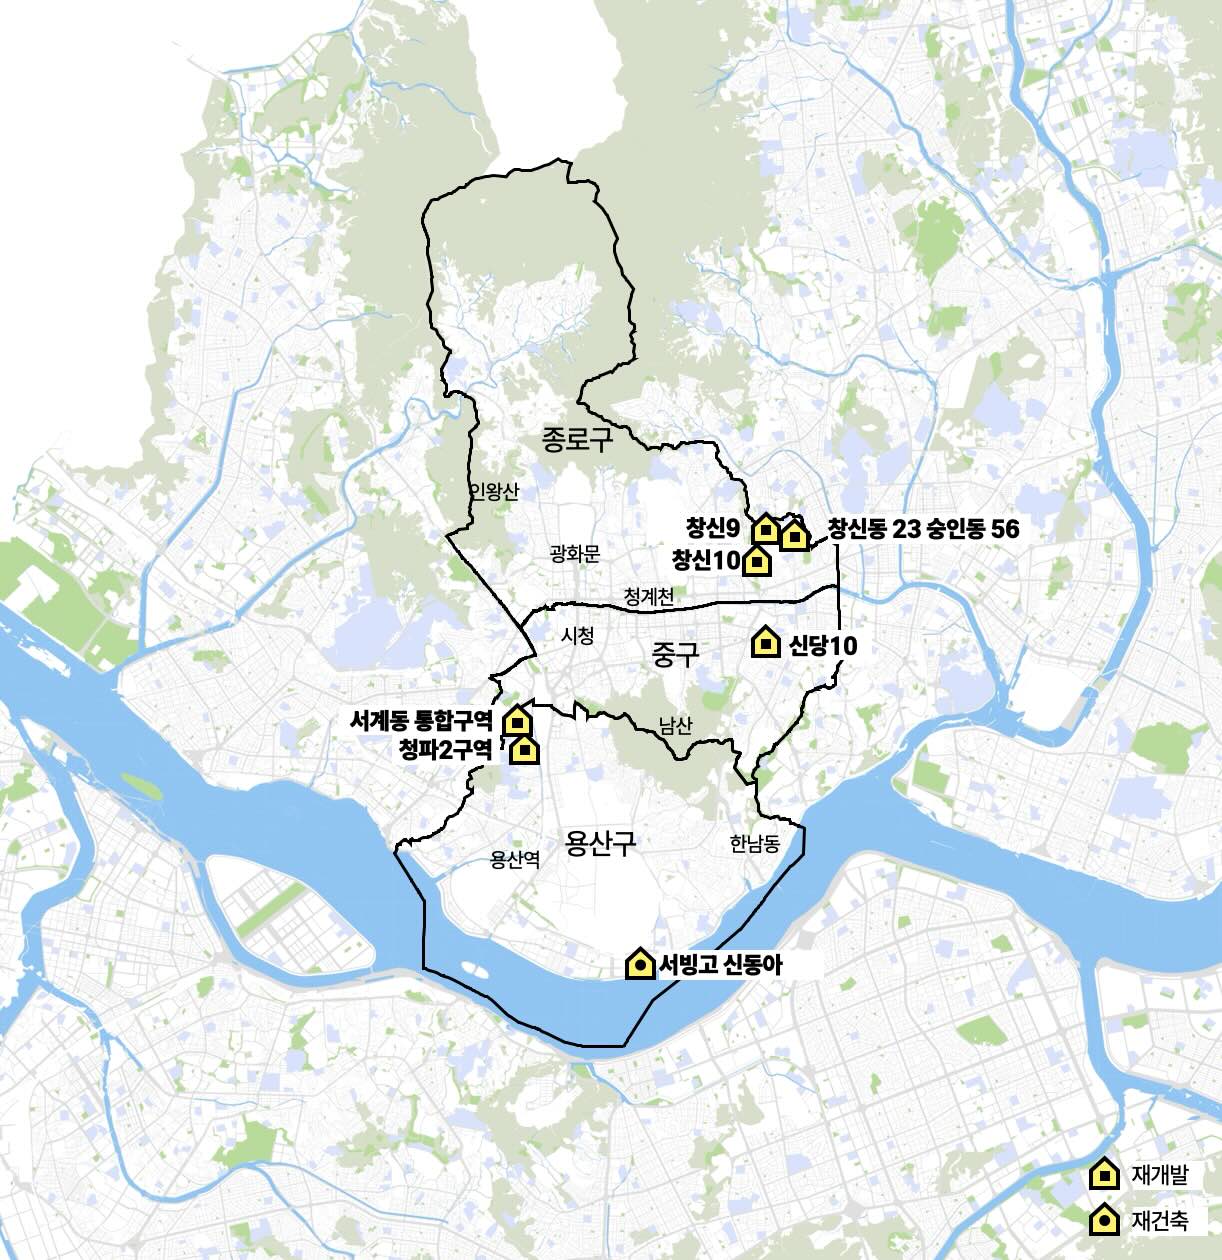 종로구
인왕산
창신9
창신동 23 숭인동 56
광화문
창신10
청계천
시청
중구
신당10
서계동 통합구역
남산
청파2구역
용산구
한남동
용산역
서빙고 신동아
재개발
재건축